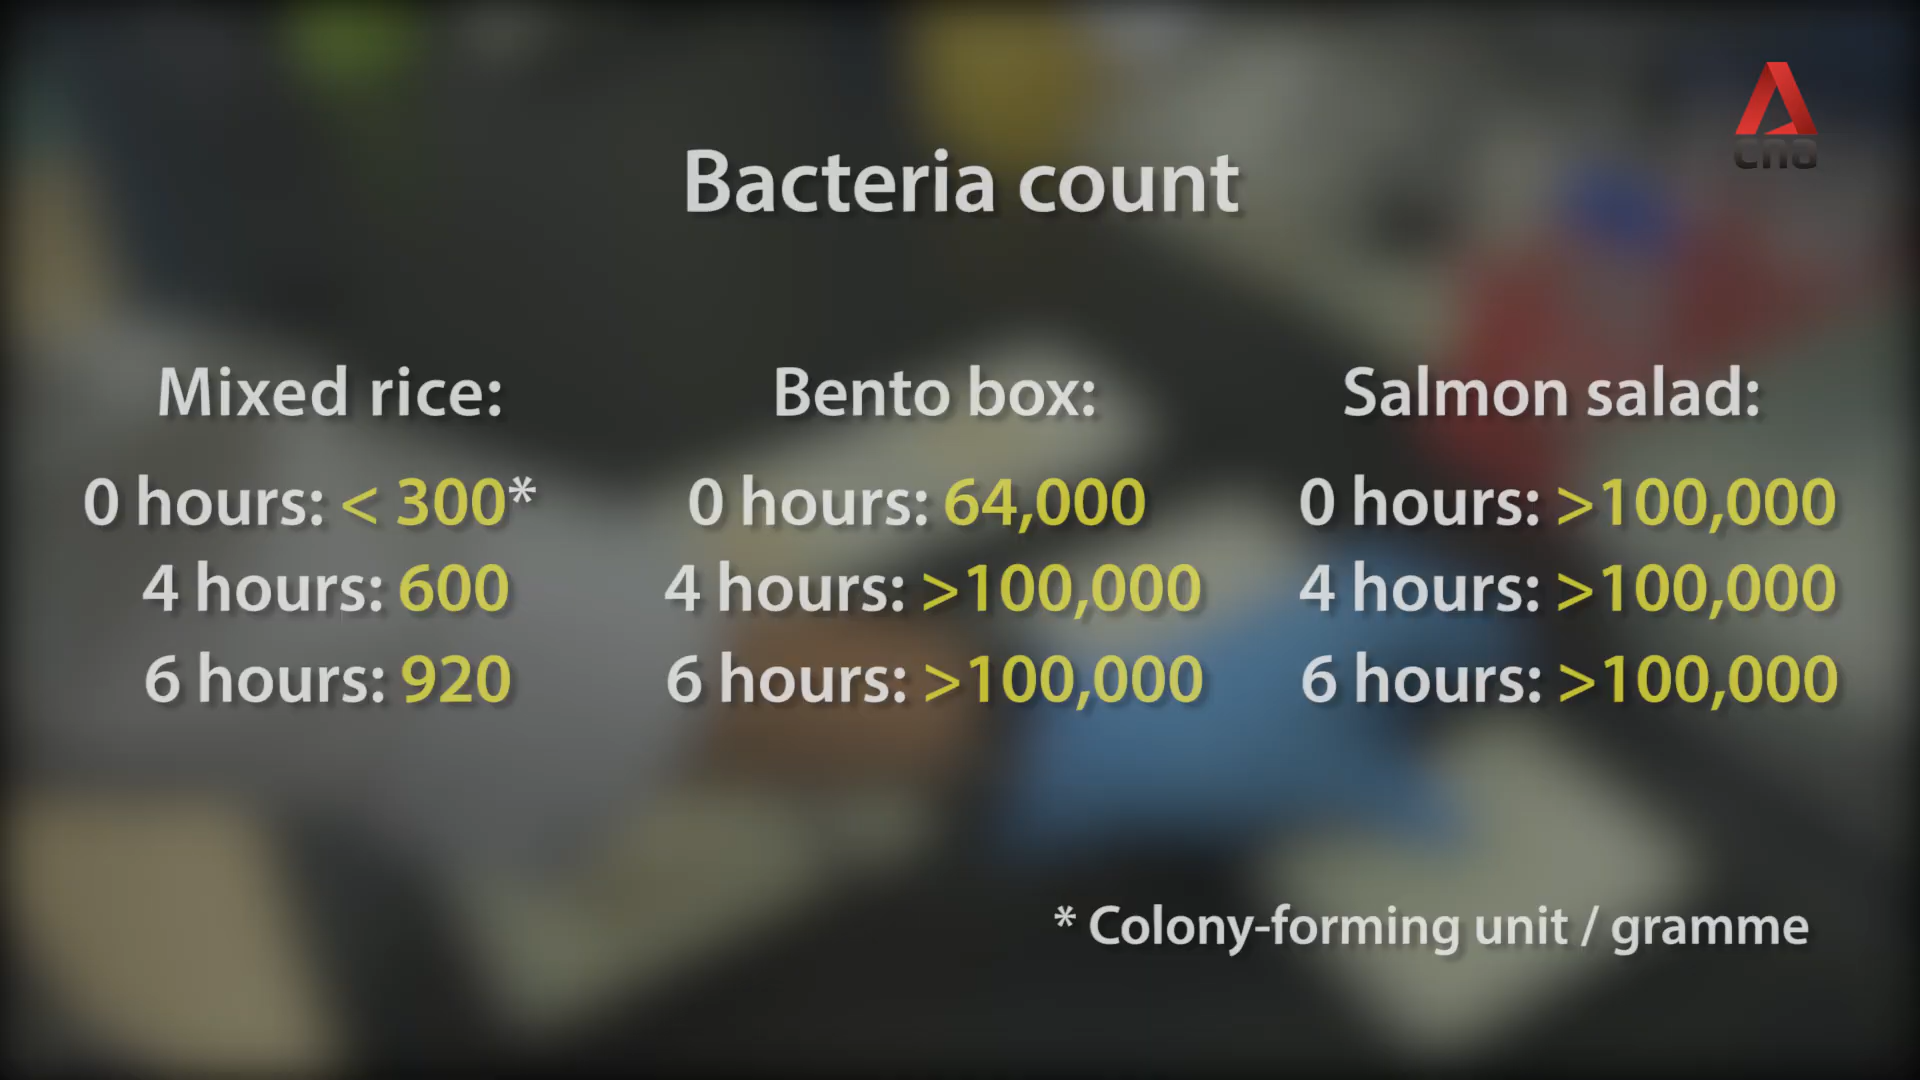 cna
Bacteria count
Mixed rice:
0 hours: < 300*
4 hours: 600
6 hours: 920
Bento box:
0 hours: 64,000
4 hours: >100,000
6 hours: >100,000
Salmon salad:
0 hours: >100,000
4 hours: >100,000
6 hours: >100,000
* Colony-forming unit / gramme